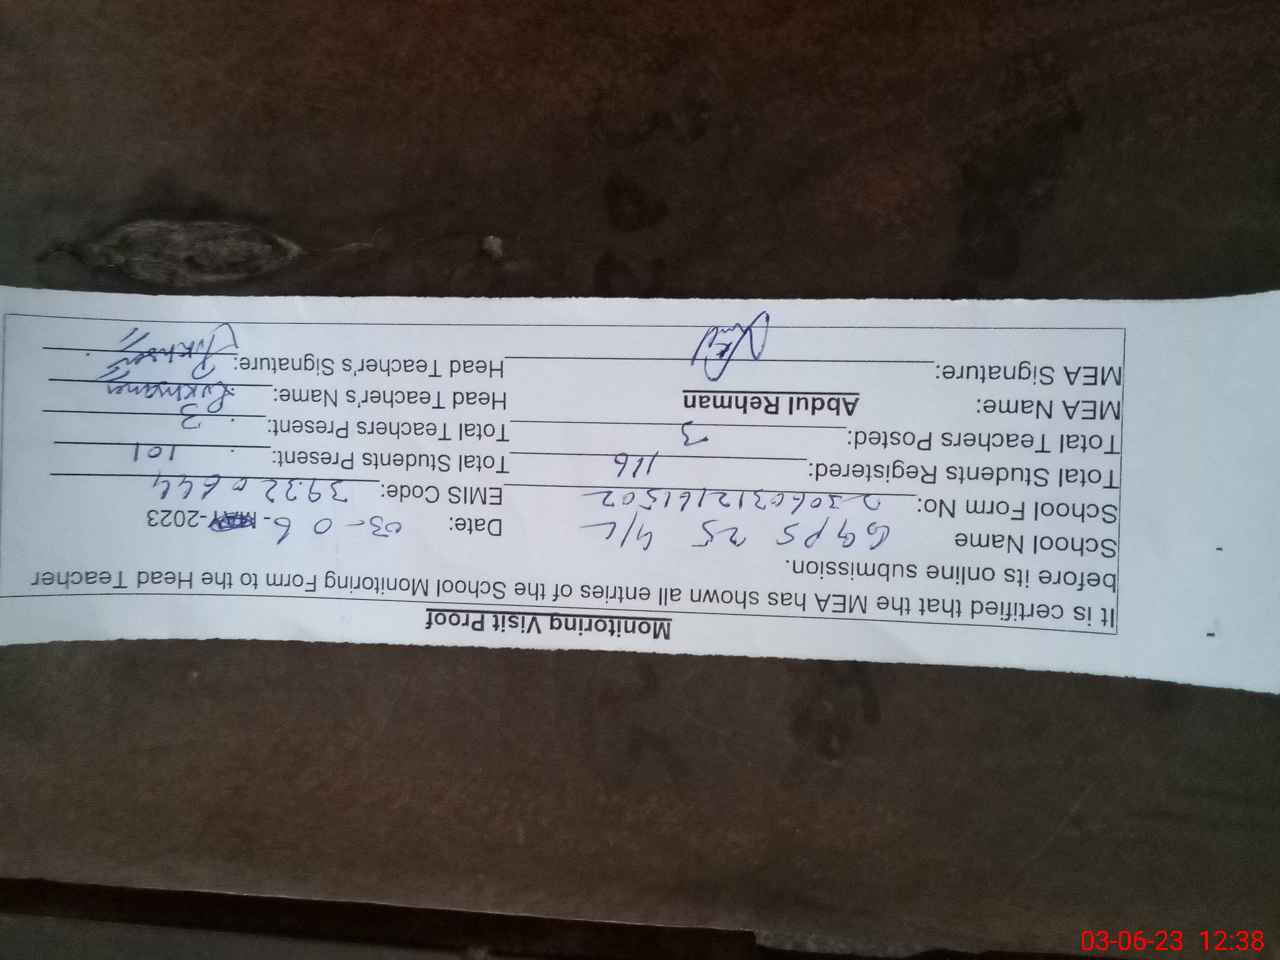 Monitoring Visit Proof
It is certified that the MEA has shown all entries of the School Monitoring Form to the Head Teacher
before its online submission.
School Name GGPS 25 4/L Date: 03-06-2023
School Form No: 23060312161502 EMIS Code: 39320644
Total Students Registered: 116 Total Students Present: 101
Total Teachers Posted: 3 Total Teachers Present: 3
MEA Name: Abdul Rehman Head Teacher's Name:
MEA Signature: Head Teacher's Signature:
03-06-23 12:38